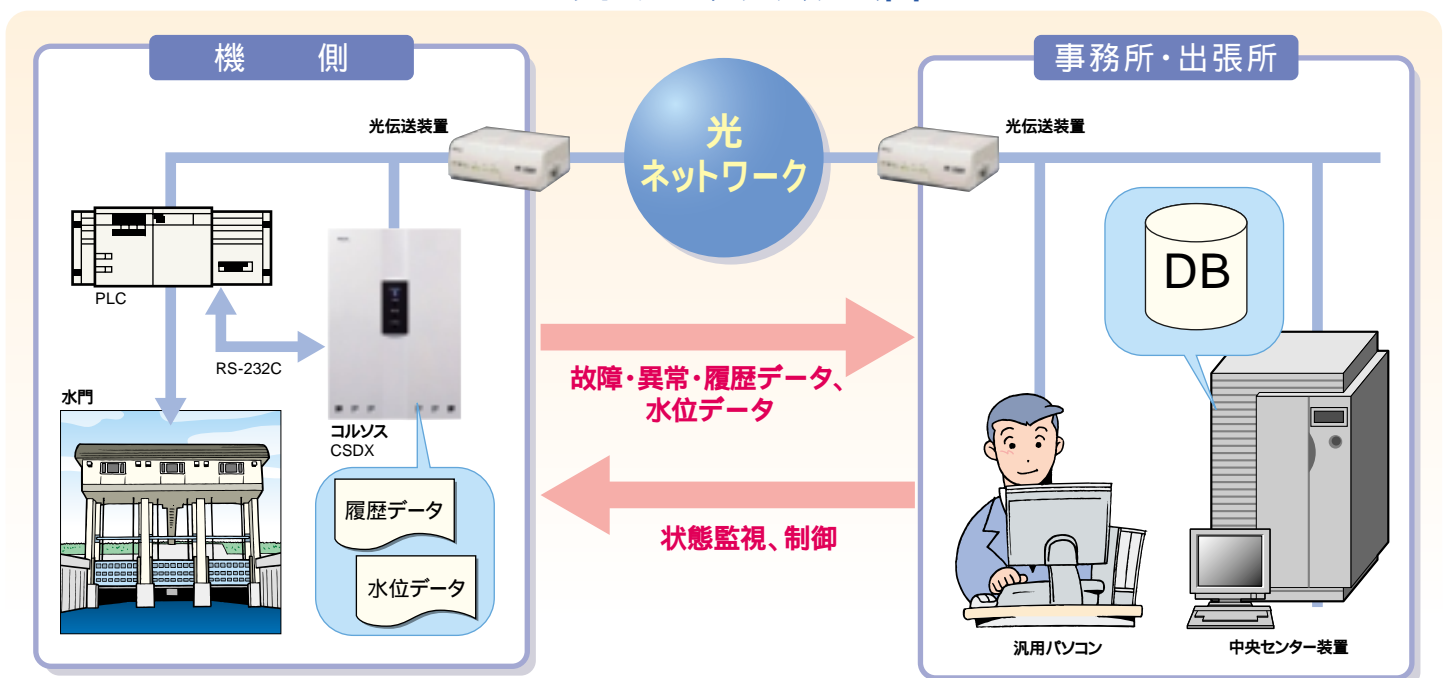 機 側
事務所・出張所
光伝送装置
光
ネットワーク
光伝送装置
PLC
RS-232C
水門
コルソス
CSDX
履歴データ
水位データ
故障・異常・履歴データ、
水位データ
状態監視、制御
DB
汎用パソコン
中央センター装置